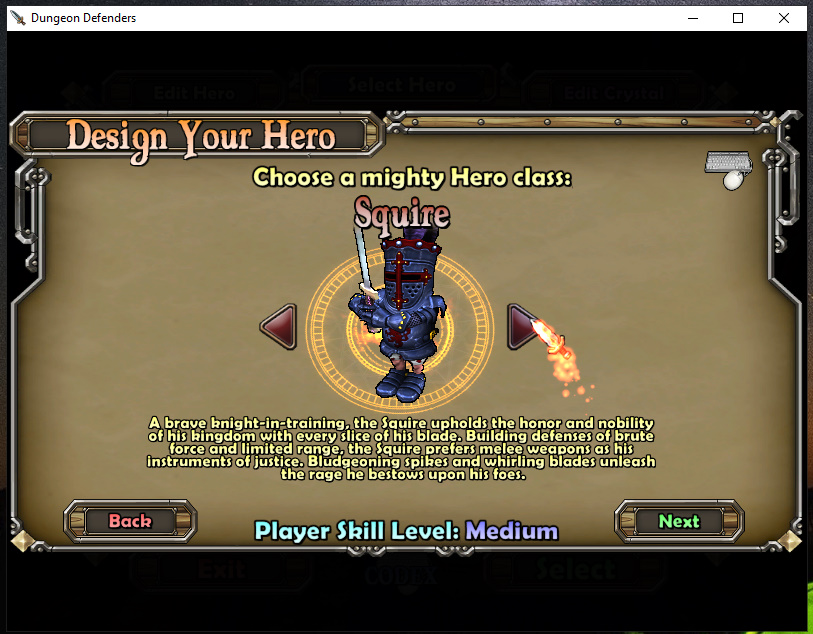 Dungeon Defenders
Edit Hero
Select Hero
Edit Crystal
Design Your Hero
Choose a mighty Hero class:
Squire
A brave knight-in-training, the Squire upholds the honor and nobility
of his kingdom with every slice of his blade. Building defenses of brute
force and limited range, the Squire prefers melee weapons as his
instruments of justice. Bludgeoning spikes and whirling blades unleash
the rage he bestows upon his foes.
Back
Player Skill Level: Medium
Next
Exit
CODEX
Select